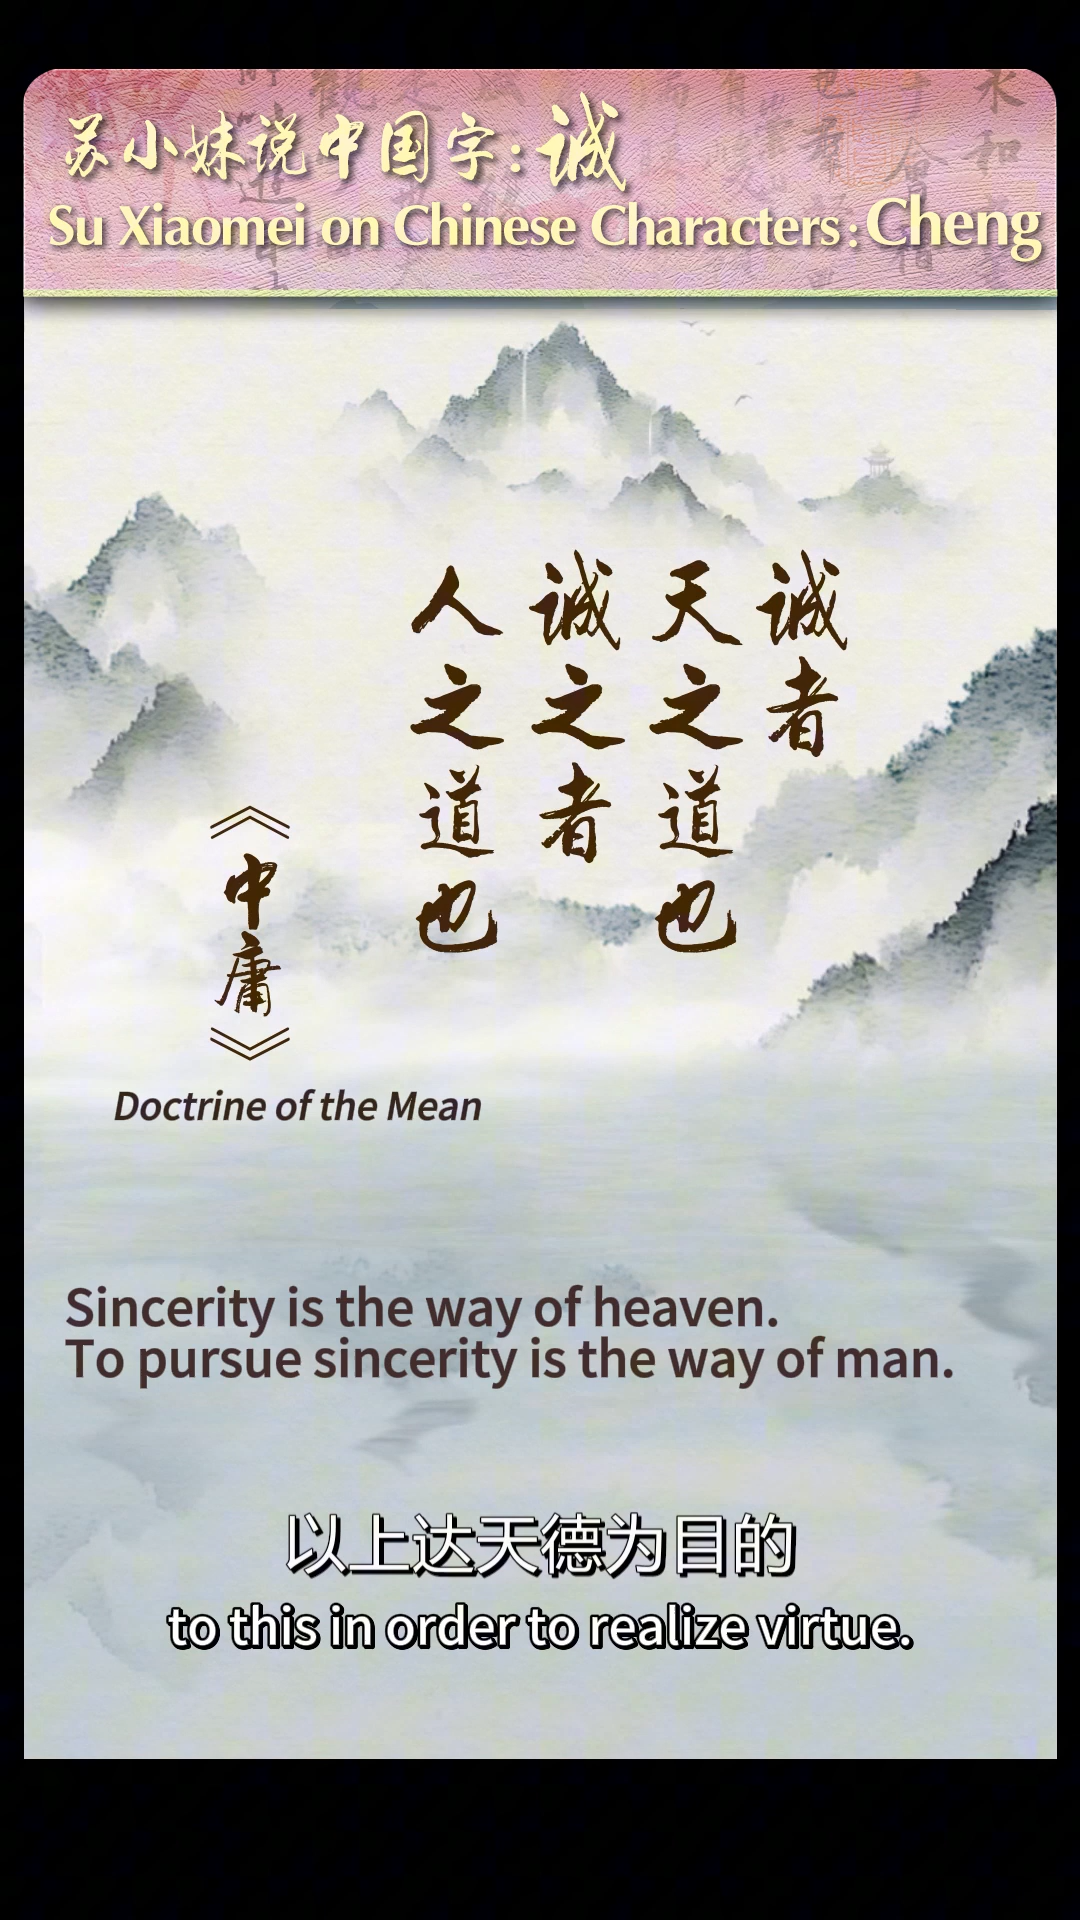 苏小妹说中国字：诚
Su Xiaomei on Chinese Characters：Cheng
诚者
天之道也
诚之者
人之道也
《中庸》
Doctrine of the Mean
Sincerity is the way of heaven.
To pursue sincerity is the way of man.
以上达天德为目的
to this in order to realize virtue.